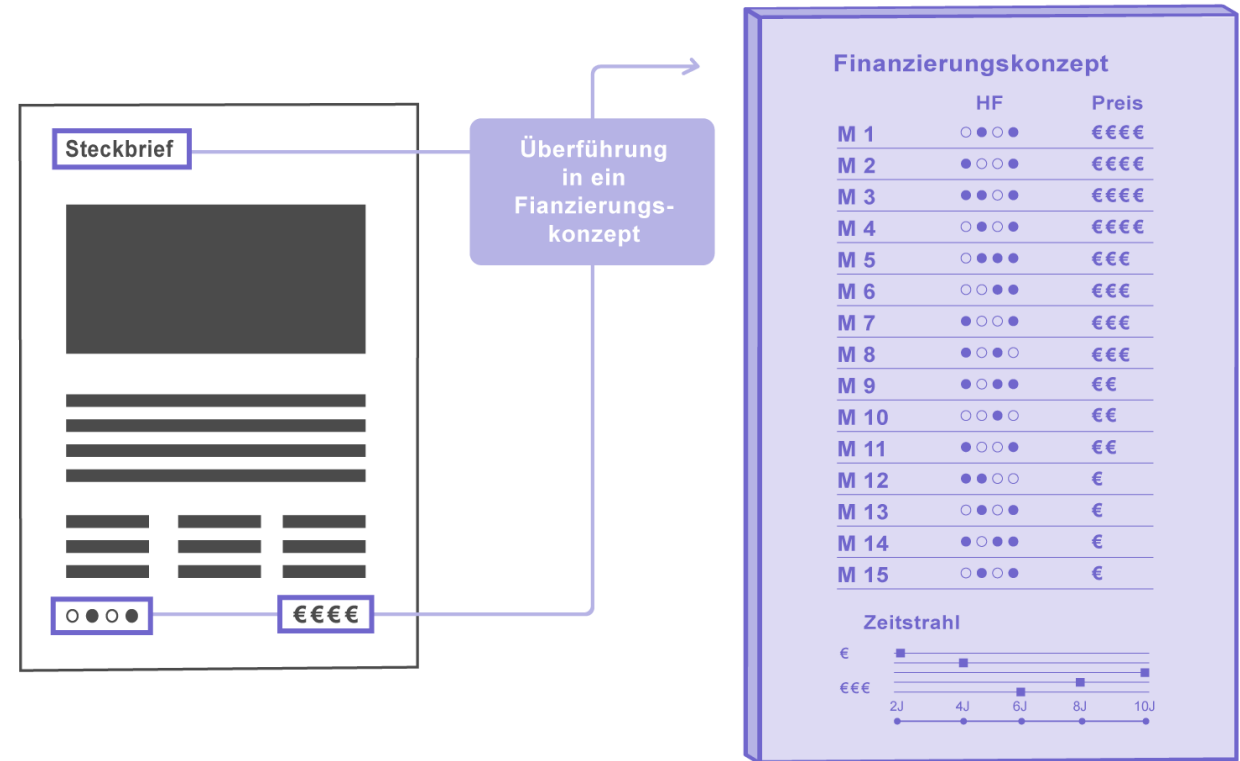 Steckbrief
○●○● €€€€
Überführung
in ein
Fianzierungs-
konzept
Finanzierungskonzept
HF Preis
M 1 ○●○● €€€€
M 2 ●○○● €€€€
M 3 ●●○● €€€€
M 4 ○●○● €€€€
M 5 ○●●● €€€
M 6 ○○●● €€€
M 7 ●○○● €€€
M 8 ●○●○ €€€
M 9 ●○●● €€
M 10 ○○●○ €€
M 11 ●○○● €€
M 12 ●●○○ €
M 13 ○●○● €
M 14 ●○●● €
M 15 ○●○● €
Zeitstrahl
€
€€€
2J 4J 6J 8J 10J